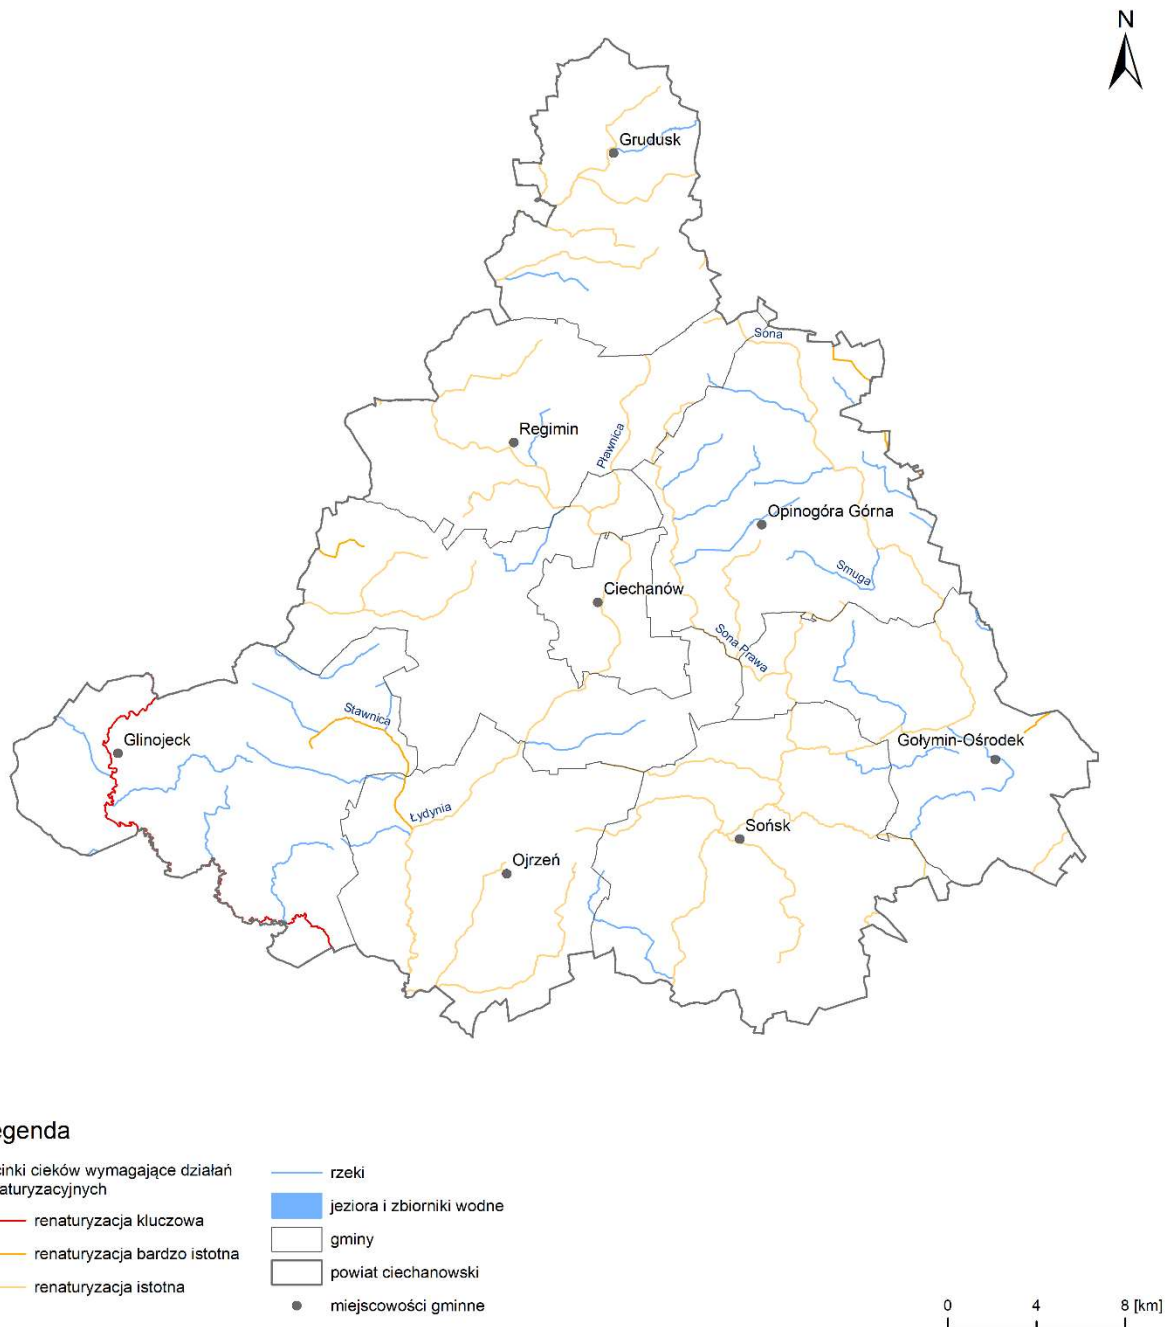 N
Grudusk
Sona
Regimin
Pławnica
Opinogóra Górna
Smuga
Ciechanów
Sona Prawa
Stawnica
Glinojeck
Gołymin-Ośrodek
Łydynia
Sońsk
Ojrzeń
egenda
cinki cieków wymagające działań
aturyzacyjnych
renaturyzacja kluczowa
renaturyzacja bardzo istotna
renaturyzacja istotna
rzeki
jeziora i zbiorniki wodne
gminy
powiat ciechanowski
miejscowości gminne
0 4 8 [km]